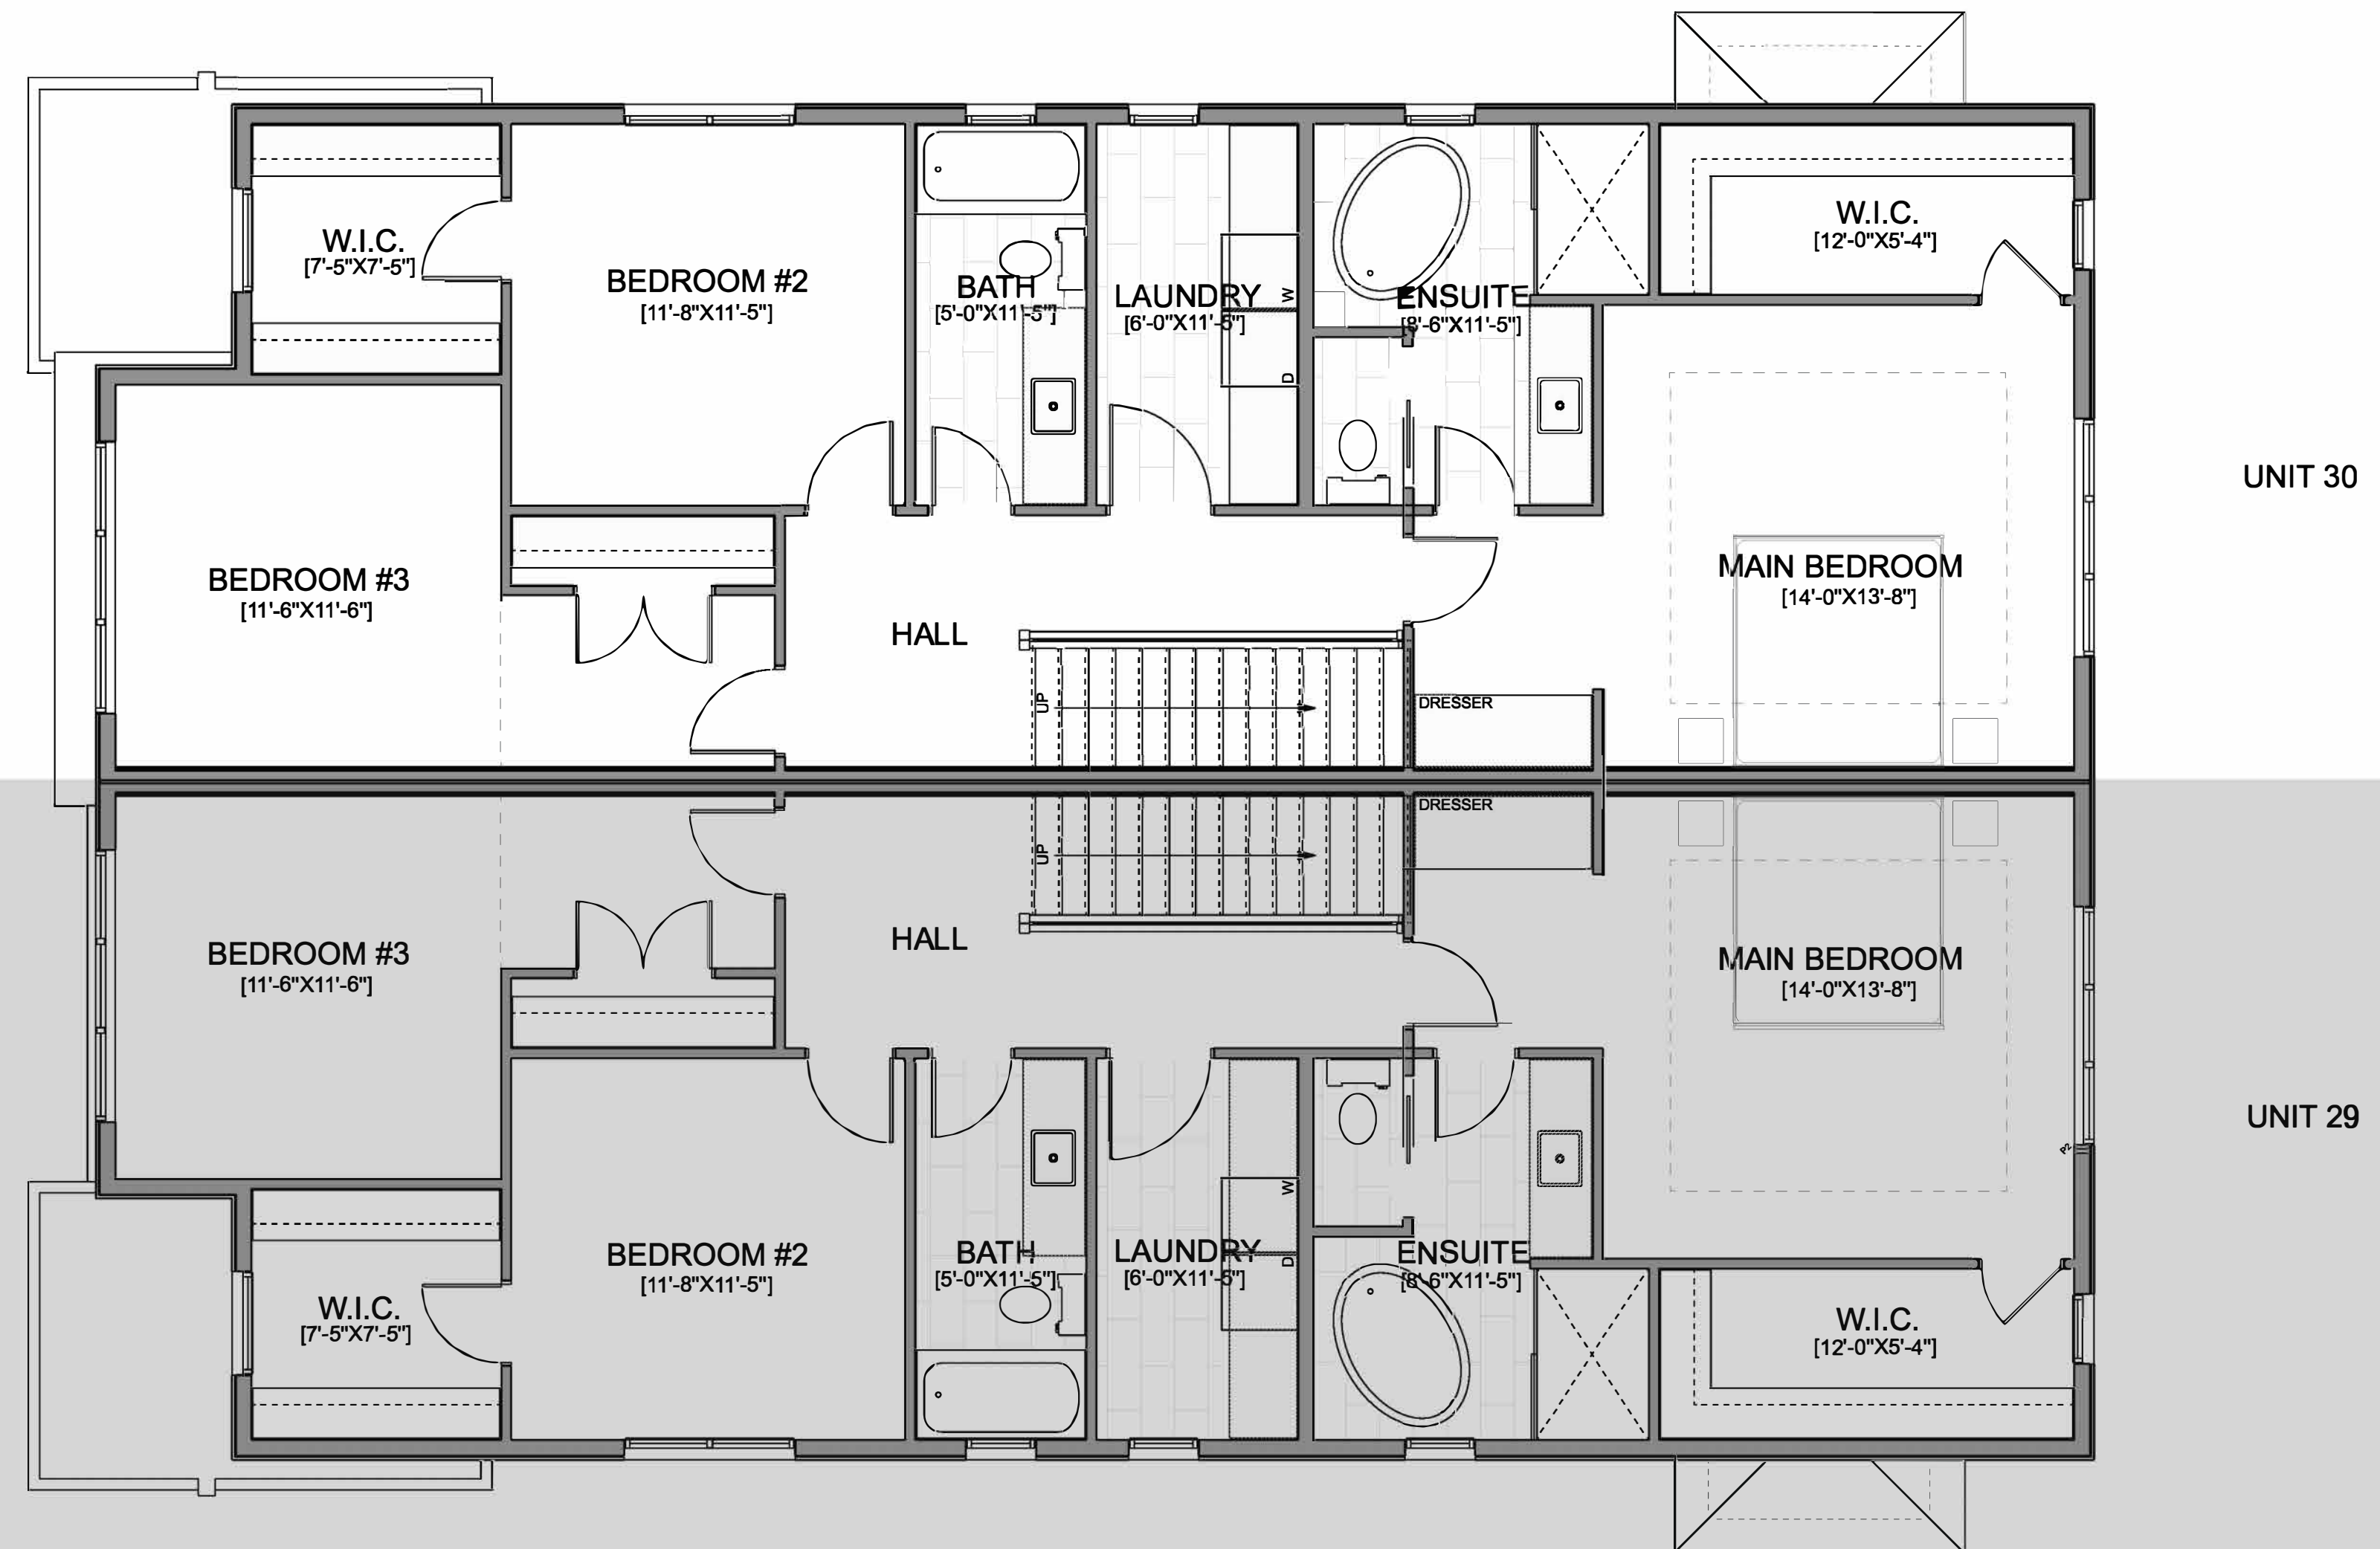 W.I.C.
[7'-5"X7'-5"]
BEDROOM #2
[11'-8"X11'-5"]
BATH
[5'-0"X11'-5"]
LAUNDRY
[6'-0"X11'-5"]
W
D
ENSUITE
[8'-6"X11'-5"]
W.I.C.
[12'-0"X5'-4"]
UNIT 30
BEDROOM #3
[11'-6"X11'-6"]
HALL
UP
DRESSER
MAIN BEDROOM
[14'-0"X13'-8"]
BEDROOM #3
[11'-6"X11'-6"]
HALL
UP
DRESSER
MAIN BEDROOM
[14'-0"X13'-8"]
UNIT 29
W.I.C.
[7'-5"X7'-5"]
BEDROOM #2
[11'-8"X11'-5"]
BATH
[5'-0"X11'-5"]
LAUNDRY
[6'-0"X11'-5"]
W
D
ENSUITE
[8'-6"X11'-5"]
W.I.C.
[12'-0"X5'-4"]